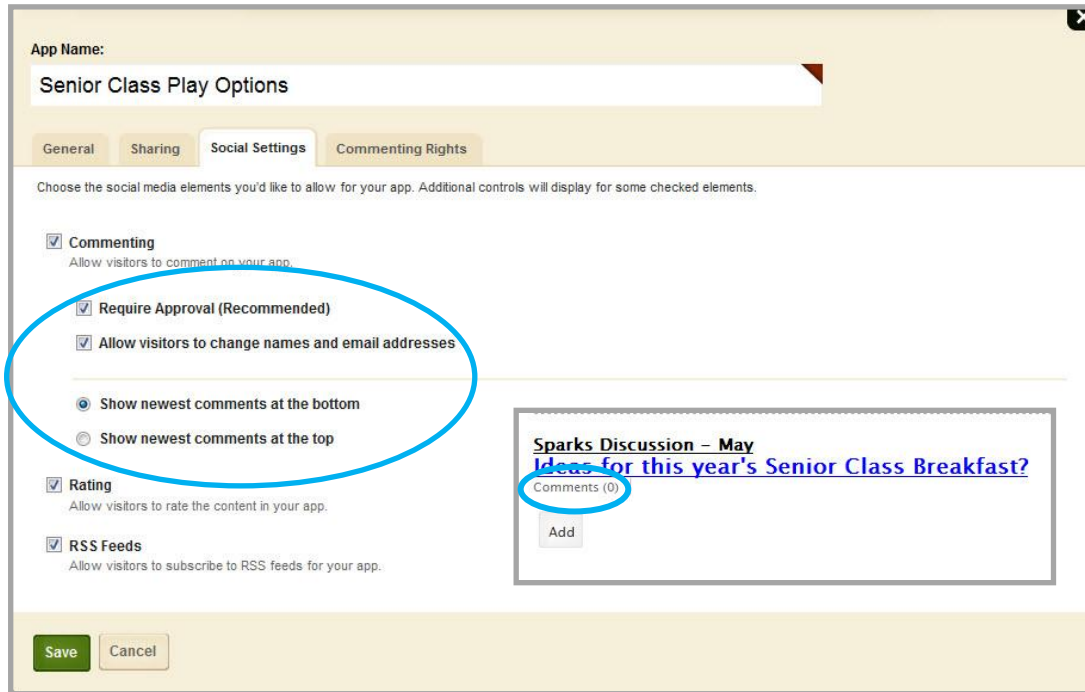 App Name:
Senior Class Play Options
General Sharing Social Settings Commenting Rights
Choose the social media elements you'd like to allow for your app. Additional controls will display for some checked elements.
Commenting
Allow visitors to comment on your app.
Require Approval (Recommended)
Allow visitors to change names and email addresses
Show newest comments at the bottom
Show newest comments at the top
Rating
Allow visitors to rate the content in your app.
RSS Feeds
Allow visitors to subscribe to RSS feeds for your app.
Sparks Discussion – May
Ideas for this year's Senior Class Breakfast?
Comments (0)
Add
Save Cancel